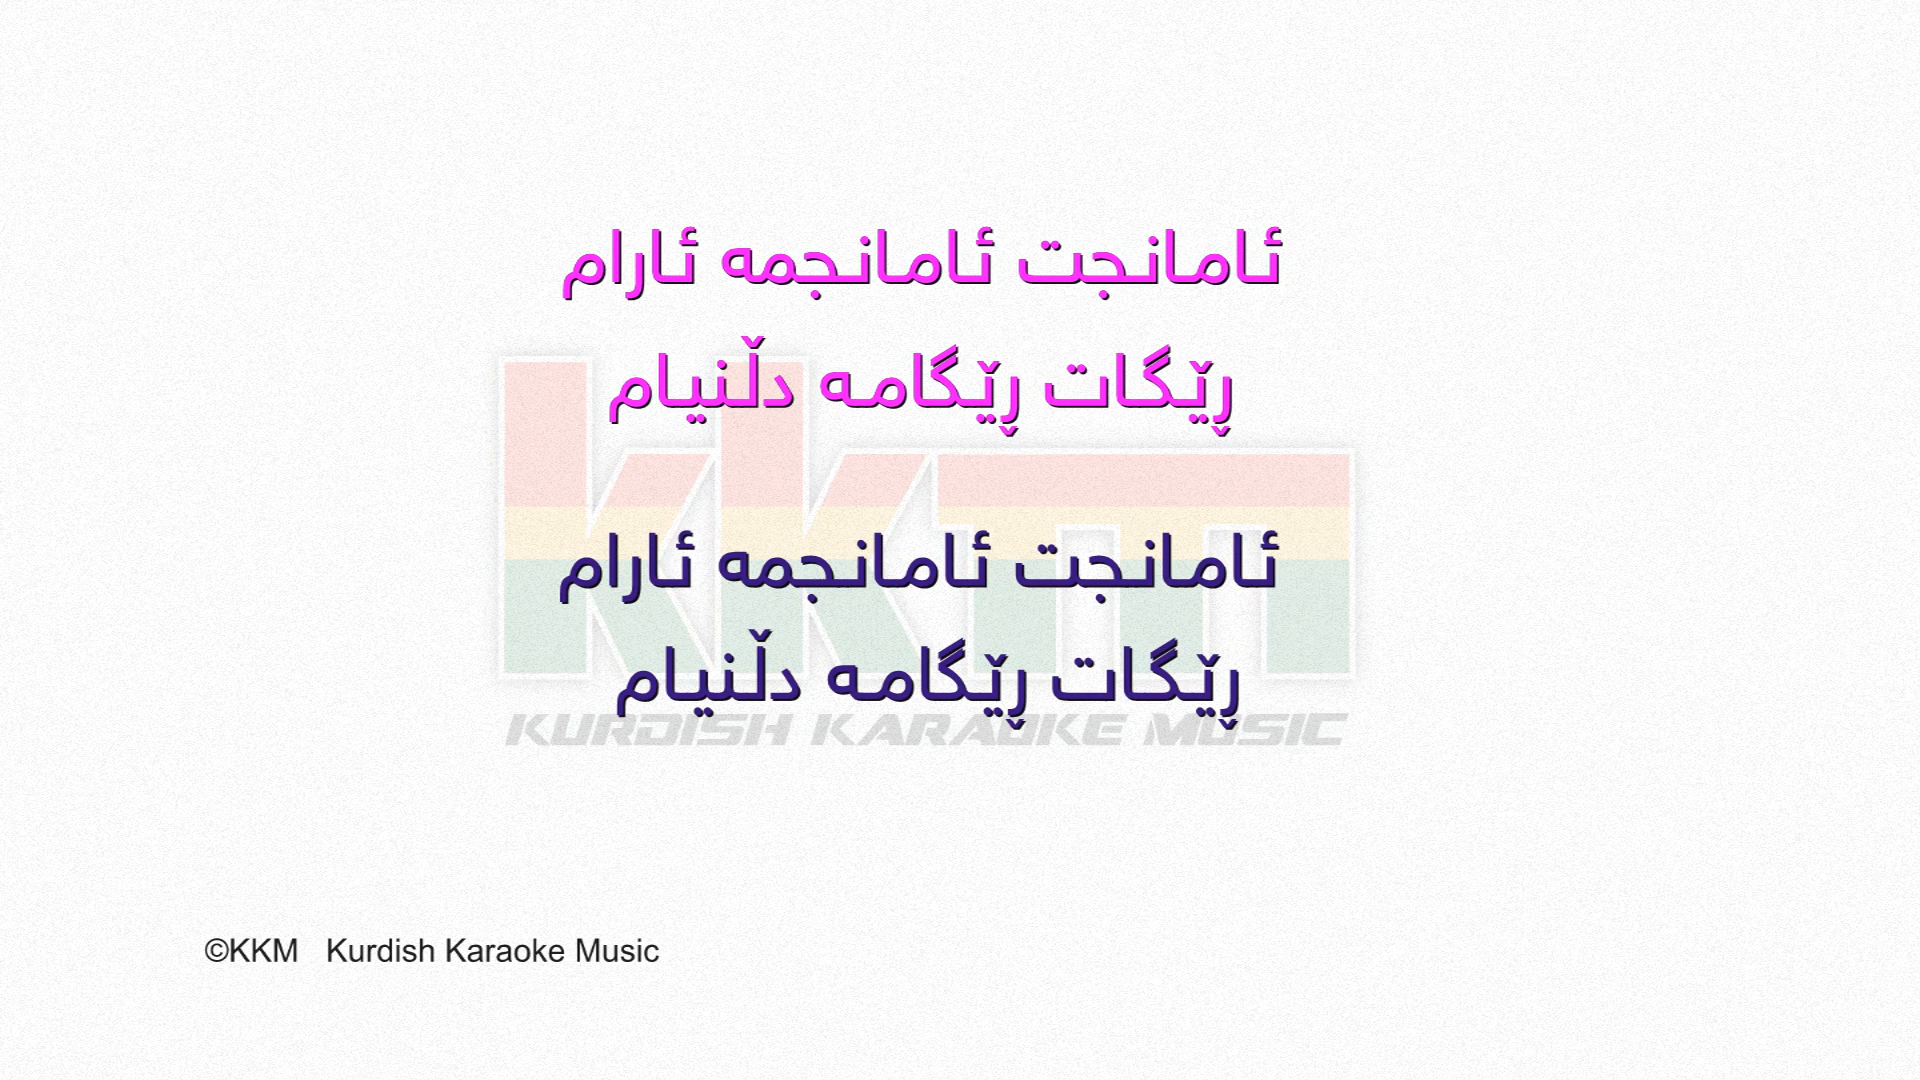 ئامانجت ئامانجمە ئارام
ڕێگات ڕێگامە دڵنیام
kkm
ئامانجت ئامانجمە ئارام
ڕێگات ڕێگامە دڵنیام
KURDISH KARAOKE MUSIC
©KKM Kurdish Karaoke Music